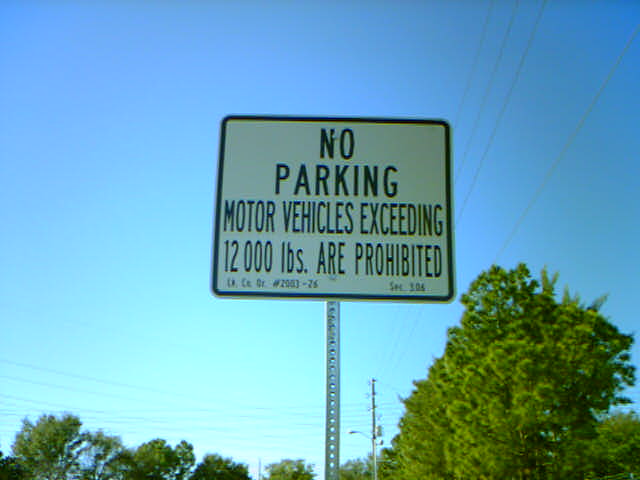 NO
PARKING
MOTOR VEHICLES EXCEEDING
12 000 lbs. ARE PROHIBITED
Lk. Co. Or. #2003-26 Sec. 3.06